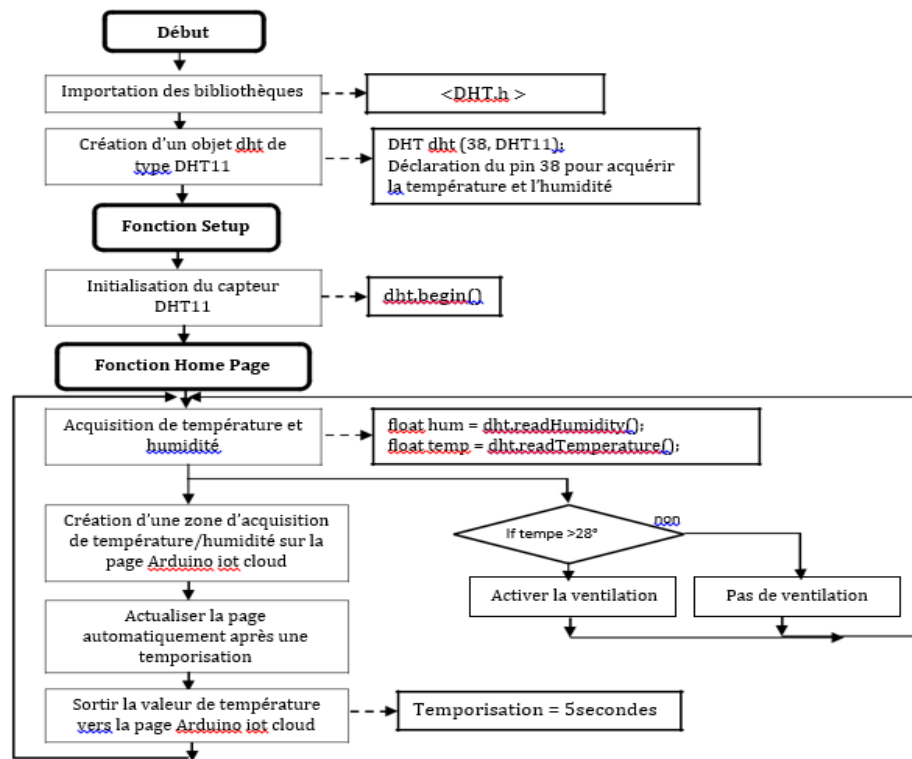 Début
Importation des bibliothèques
<DHT.h >
Création d'un objet dht de
type DHT11
DHT dht (38, DHT11);
Déclaration du pin 38 pour acquérir
la température et l'humidité
Fonction Setup
Initialisation du capteur
DHT11
dht.begin()
Fonction Home Page
Acquisition de température et
humidité
float hum = dht.readHumidity();
float temp = dht.readTemperature();
Création d'une zone d'acquisition
de température/humidité sur la
page Arduino iot cloud
If tempe >28°
non
Activer la ventilation
Pas de ventilation
Actualiser la page
automatiquement après une
temporisation
Sortir la valeur de température
vers la page Arduino iot cloud
Temporisation = 5secondes